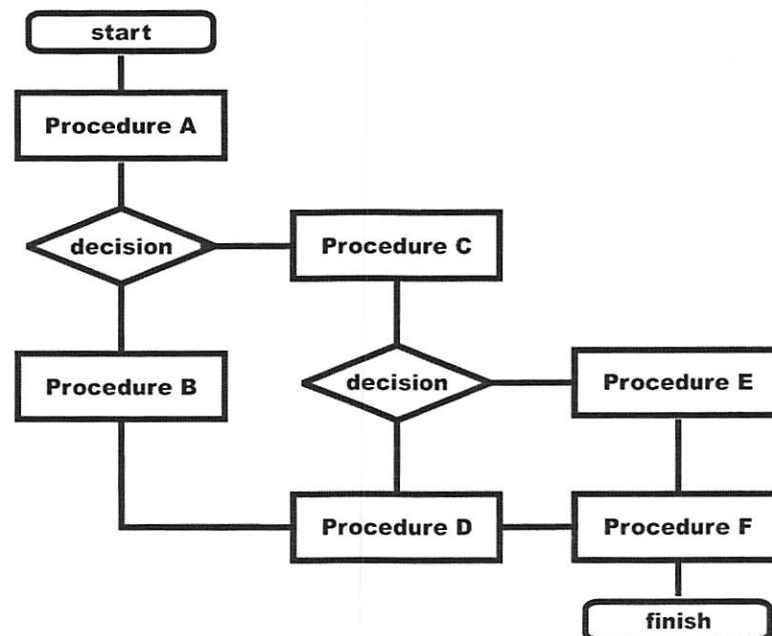 start
Procedure A
decision
Procedure C
Procedure B
decision
Procedure E
Procedure D
Procedure F
finish